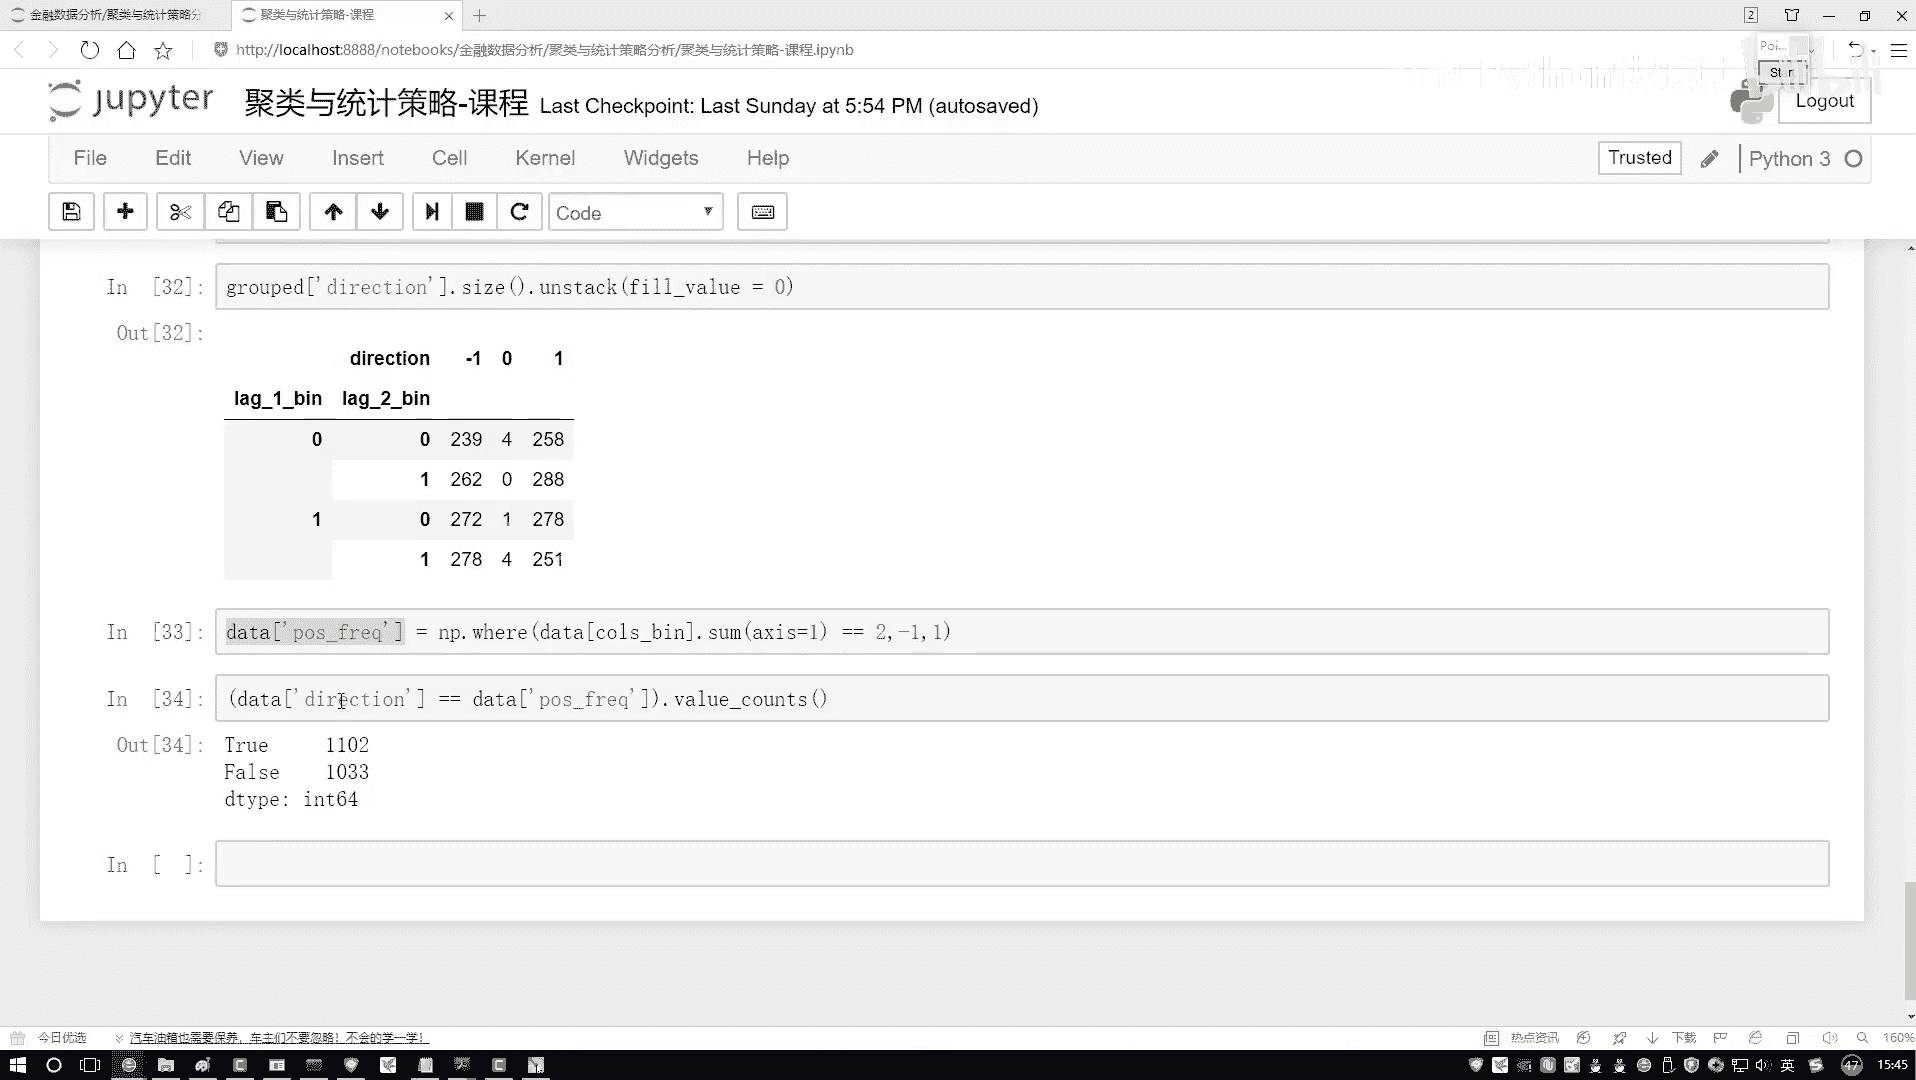 金融数据分析/聚类与统计策略分
聚类与统计策略-课程
2
http://localhost:8888/notebooks/金融数据分析/聚类与统计策略分析/聚类与统计策略-课程.ipynb
Poi...
jupyter 聚类与统计策略-课程 Last Checkpoint: Last Sunday at 5:54 PM (autosaved)
Logout
File Edit View Insert Cell Kernel Widgets Help
Trusted Python 3
Code
In [32]: grouped['direction'].size().unstack(fill_value = 0)
Out[32]:
direction -1 0 1
lag_1_bin lag_2_bin
0 0 239 4 258
1 262 0 288
1 0 272 1 278
1 278 4 251
In [33]: data['pos_freq'] = np.where(data[cols_bin].sum(axis=1) == 2,-1,1)
In [34]: (data['direction'] == data['pos_freq']).value_counts()
Out[34]: True 1102
False 1033
dtype: int64
In [ ]:
今日优选 汽车油箱也需要保养，车主们不要忽略！不会的学一学！
热点资讯 下载 160%
英 47 15:45